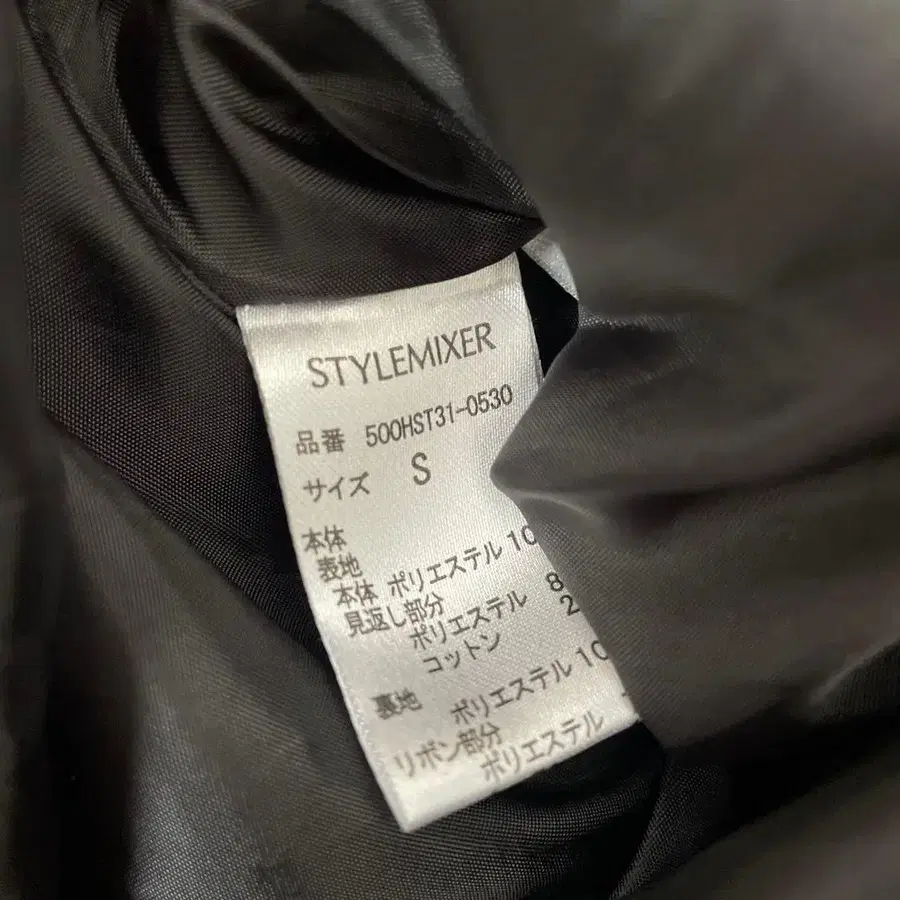 STYLEMIXER
品番 500HST31-0530
サイズ S
本体
表地
本体 ポリエステル 10
見返し部分
ポリエステル 8
コットン 2
裏地 ポリエステル 10
リボン部分
ポリエステル